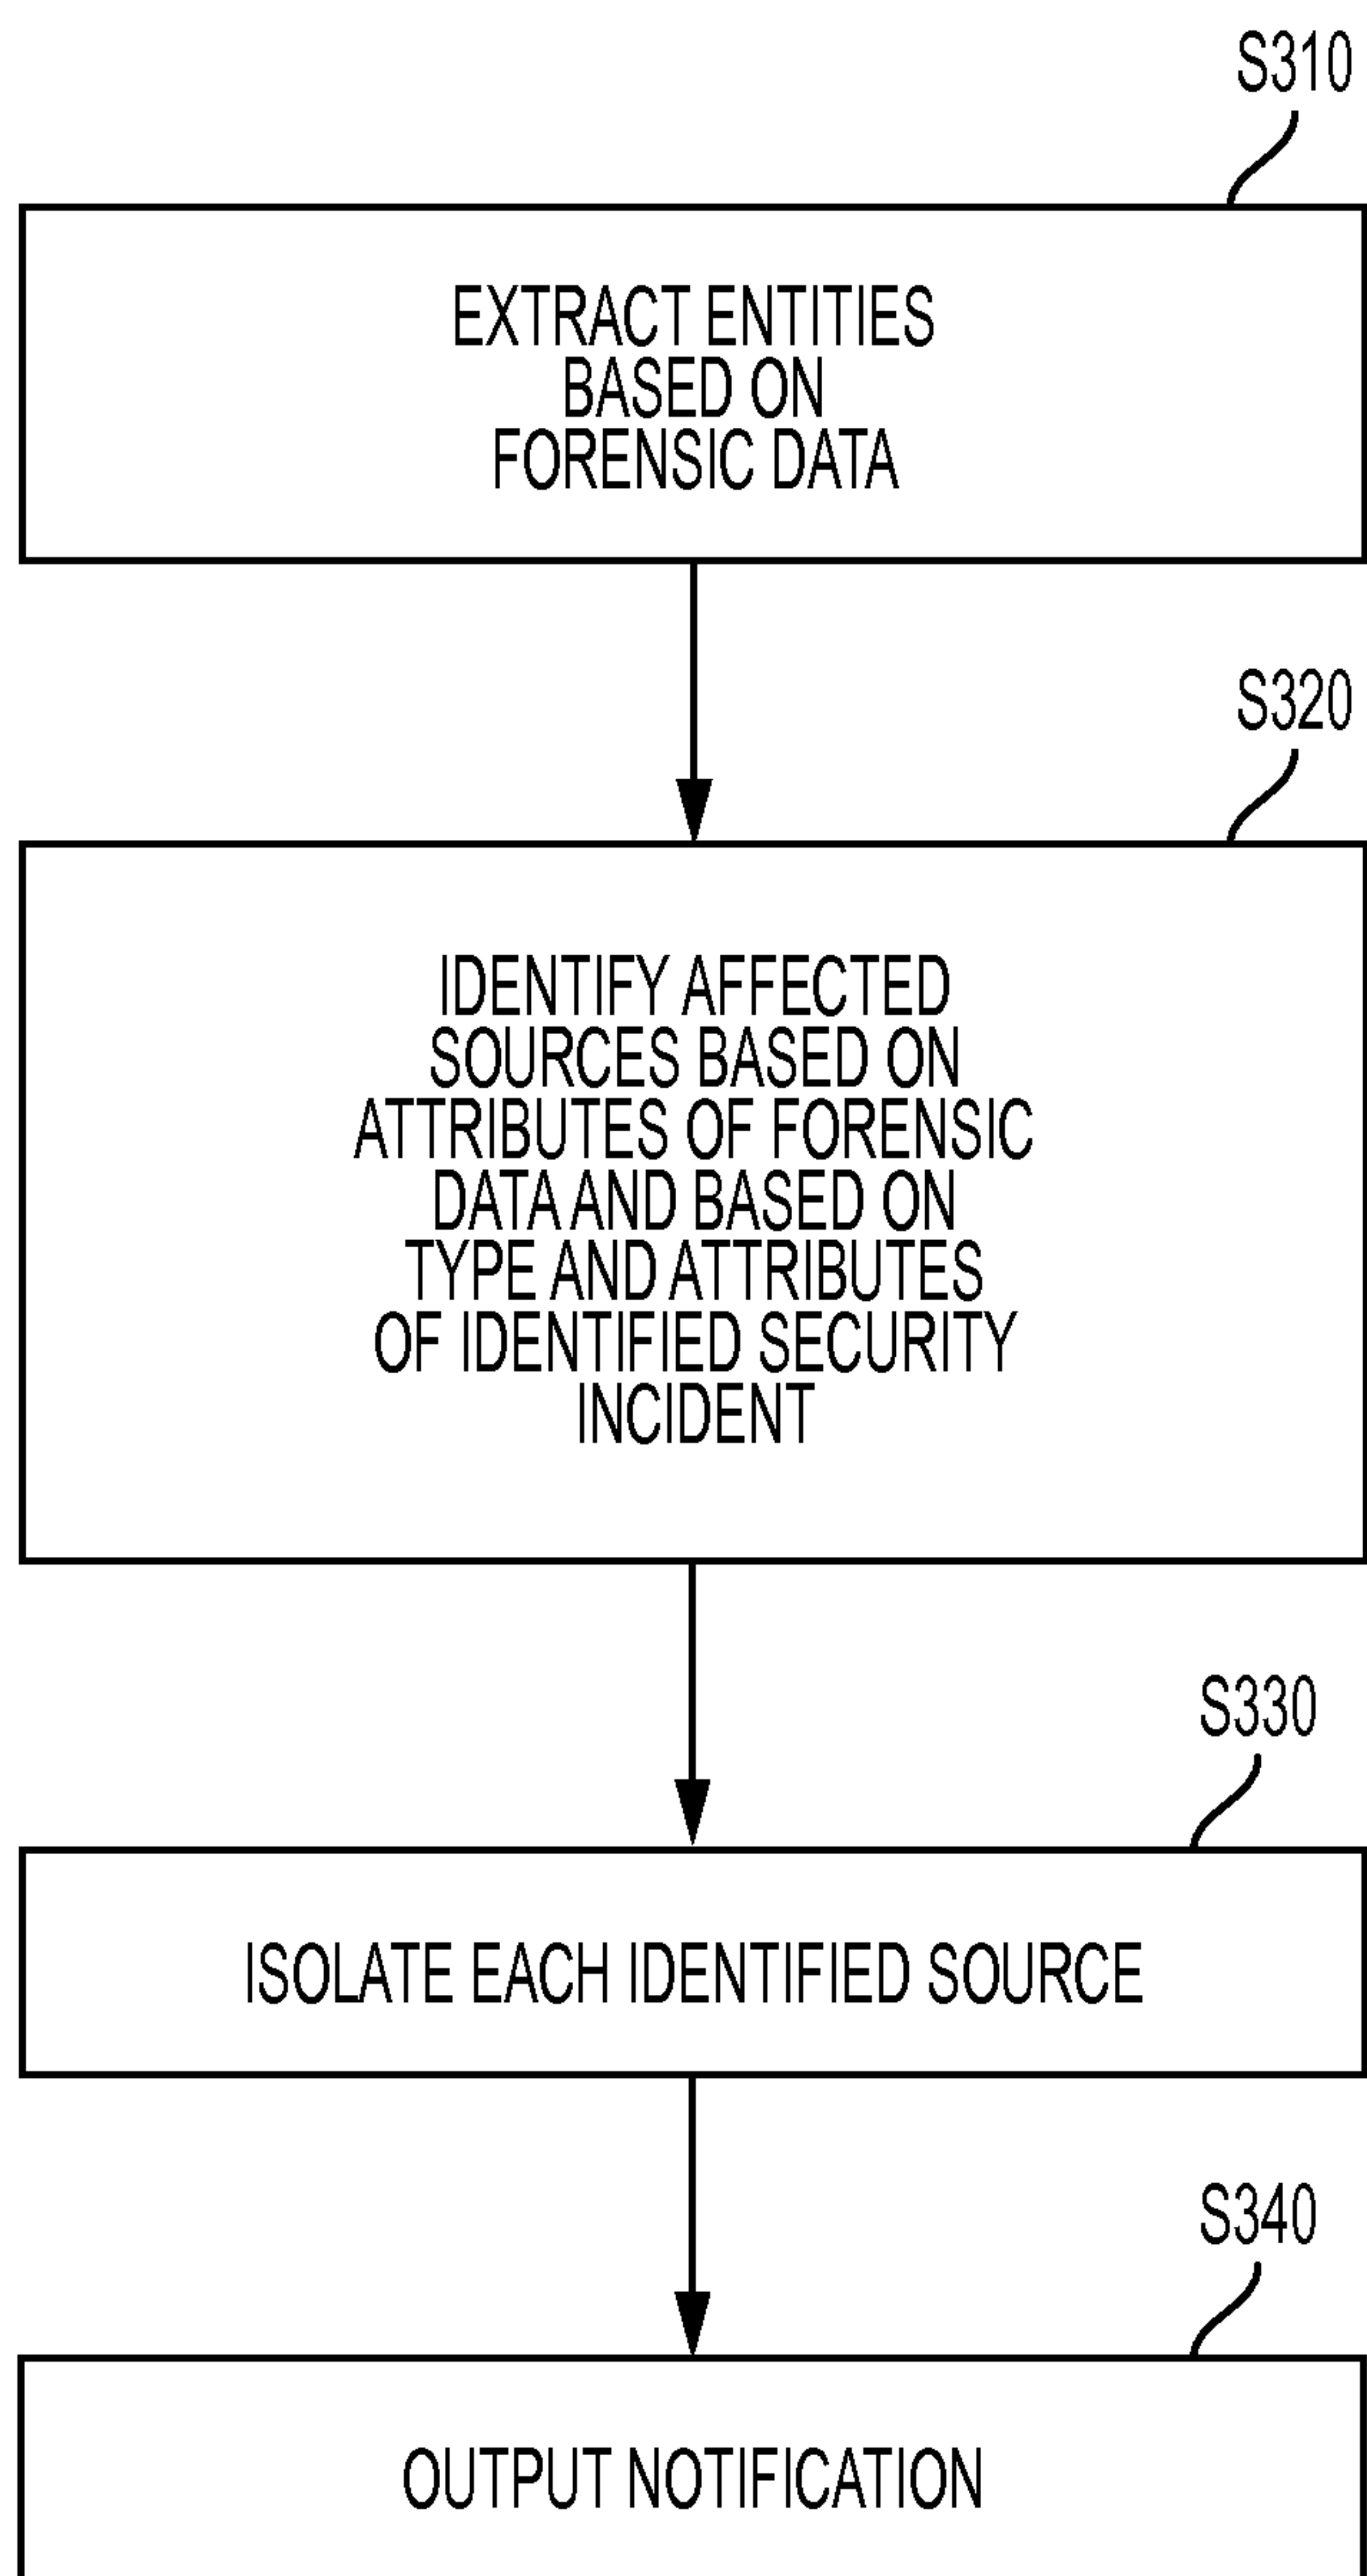 S310
EXTRACT ENTITIES
BASED ON
FORENSIC DATA
S320
IDENTIFY AFFECTED
SOURCES BASED ON
ATTRIBUTES OF FORENSIC
DATA AND BASED ON
TYPE AND ATTRIBUTES
OF IDENTIFIED SECURITY
INCIDENT
S330
ISOLATE EACH IDENTIFIED SOURCE
S340
OUTPUT NOTIFICATION